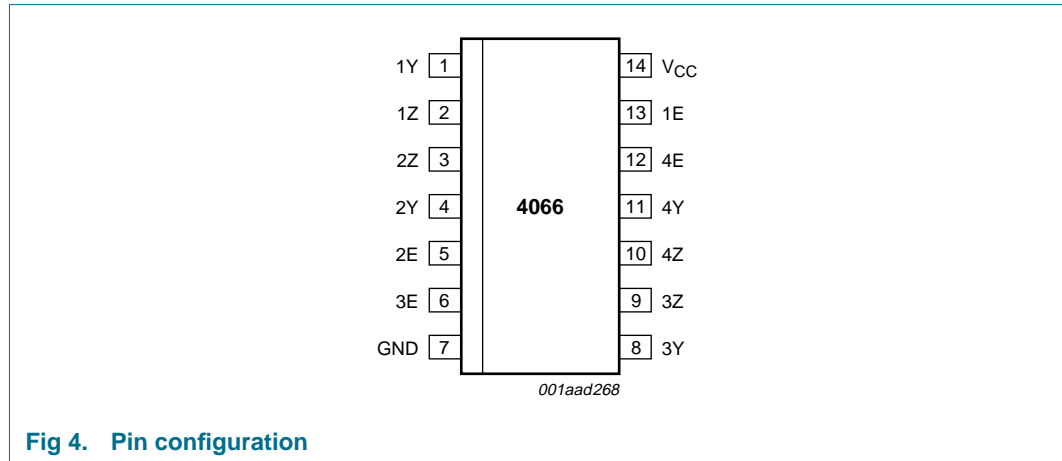 1Y 1 14 VCC
1Z 2 13 1E
2Z 3 12 4E
2Y 4 4066 11 4Y
2E 5 10 4Z
3E 6 9 3Z
GND 7 8 3Y
001aad268
Fig 4. Pin configuration